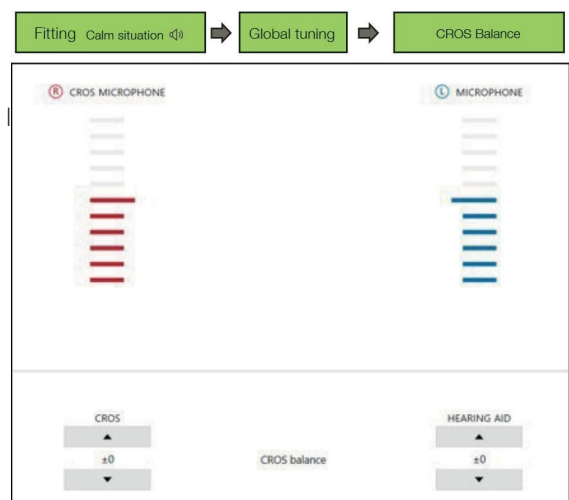 Fitting Calm situation
Global tuning
CROS Balance
R CROS MICROPHONE
L MICROPHONE
CROS
HEARING AID
±0
CROS balance
±0